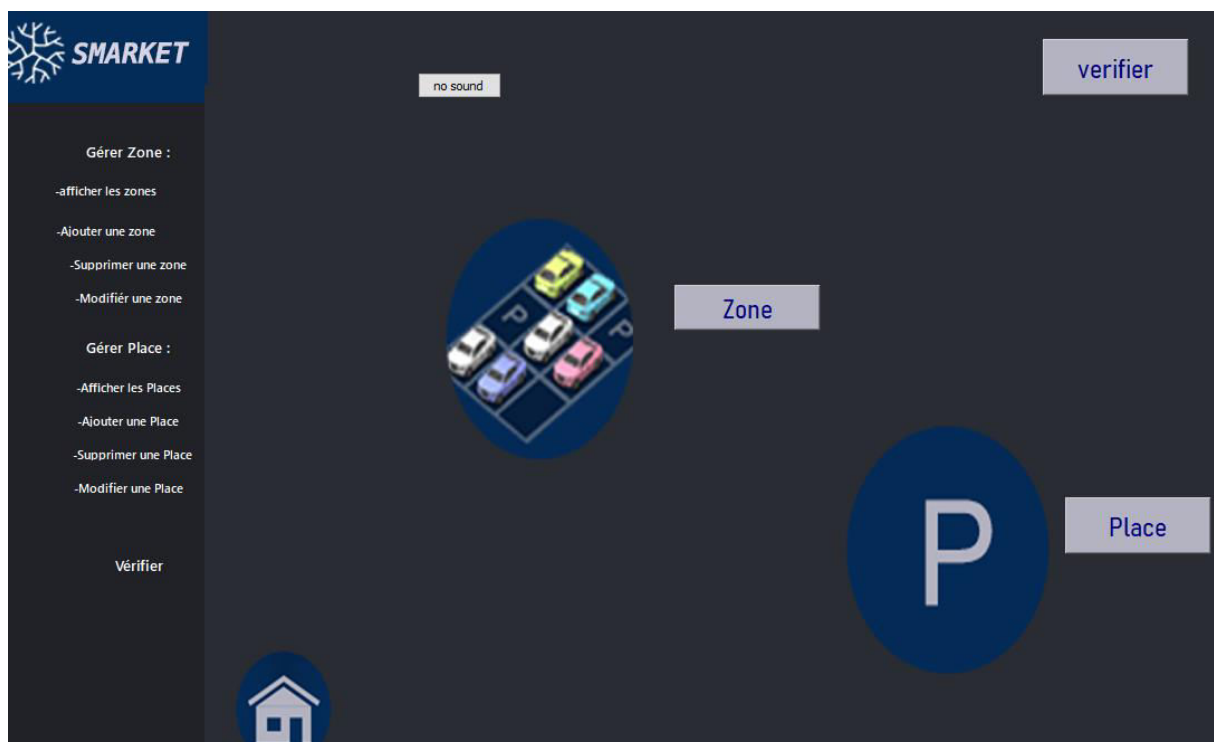 SMARKET
no sound
verifier
Gérer Zone :
-afficher les zones
-Ajouter une zone
-Supprimer une zone
-Modifiér une zone
Gérer Place :
-Afficher les Places
-Ajouter une Place
-Supprimer une Place
-Modifier une Place
Vérifier
P
P
Zone
P
Place